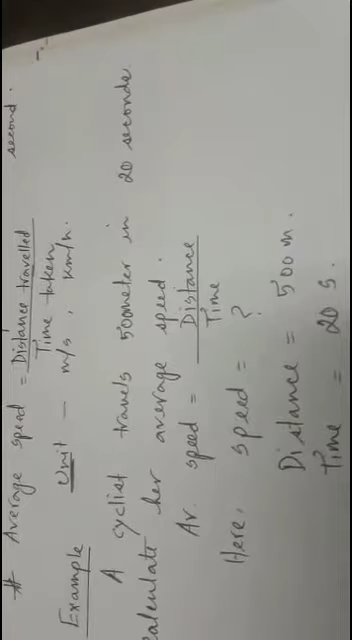 second.
# Average speed = Distance travelled
Time taken
Unit — m/s, km/h.
Example
A cyclist travels 500meter in 20 seconds.
calculate her average speed.
Av. speed = Distance
Time
Here, speed = ?
Distance = 500 m.
Time = 20 s.